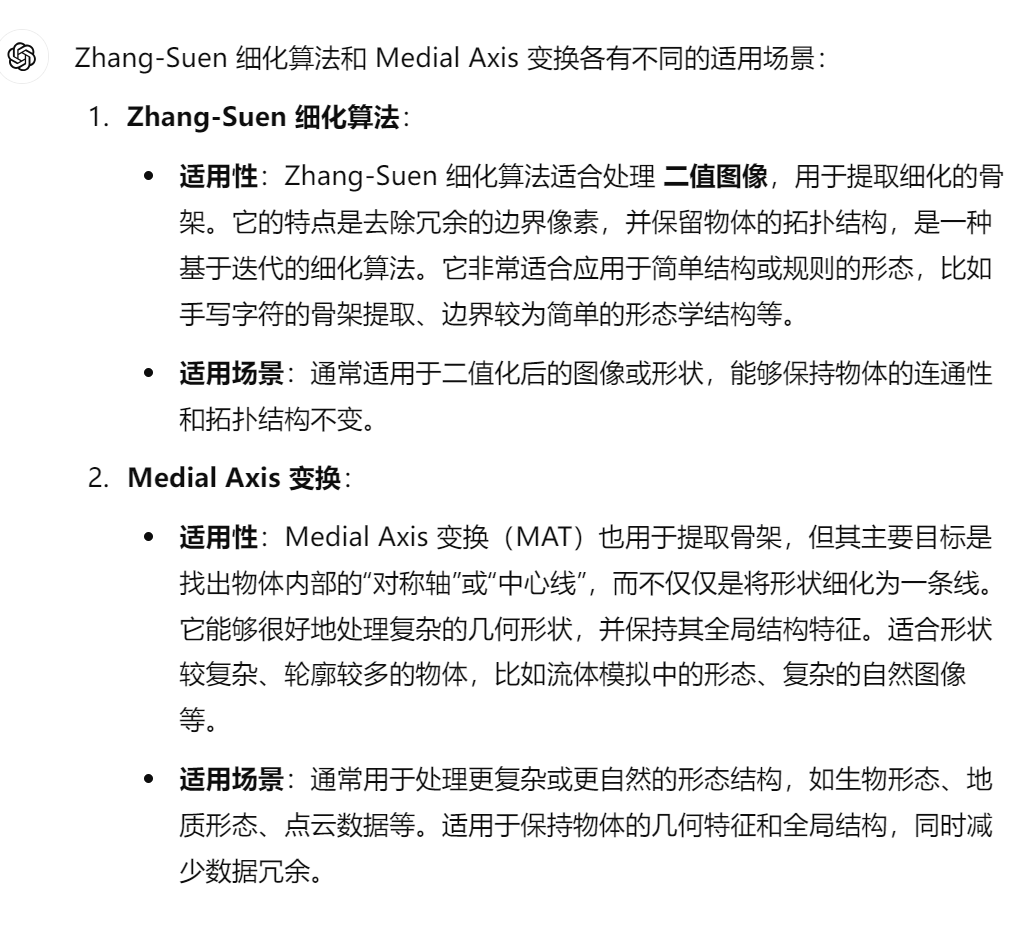 Zhang-Suen 细化算法和 Medial Axis 变换各有不同的适用场景：
1. Zhang-Suen 细化算法：
• 适用性：Zhang-Suen 细化算法适合处理 二值图像，用于提取细化的骨
架。它的特点是去除冗余的边界像素，并保留物体的拓扑结构，是一种
基于迭代的细化算法。它非常适合应用于简单结构或规则的形态，比如
手写字符的骨架提取、边界较为简单的形态学结构等。
• 适用场景：通常适用于二值化后的图像或形状，能够保持物体的连通性
和拓扑结构不变。
2. Medial Axis 变换：
• 适用性：Medial Axis 变换（MAT）也用于提取骨架，但其主要目标是
找出物体内部的“对称轴”或“中心线”，而不仅仅是将形状细化为一条线。
它能够很好地处理复杂的几何形状，并保持其全局结构特征。适合形状
较复杂、轮廓较多的物体，比如流体模拟中的形态、复杂的自然图像
等。
• 适用场景：通常用于处理更复杂或更自然的形态结构，如生物形态、地
质形态、点云数据等。适用于保持物体的几何特征和全局结构，同时减
少数据冗余。